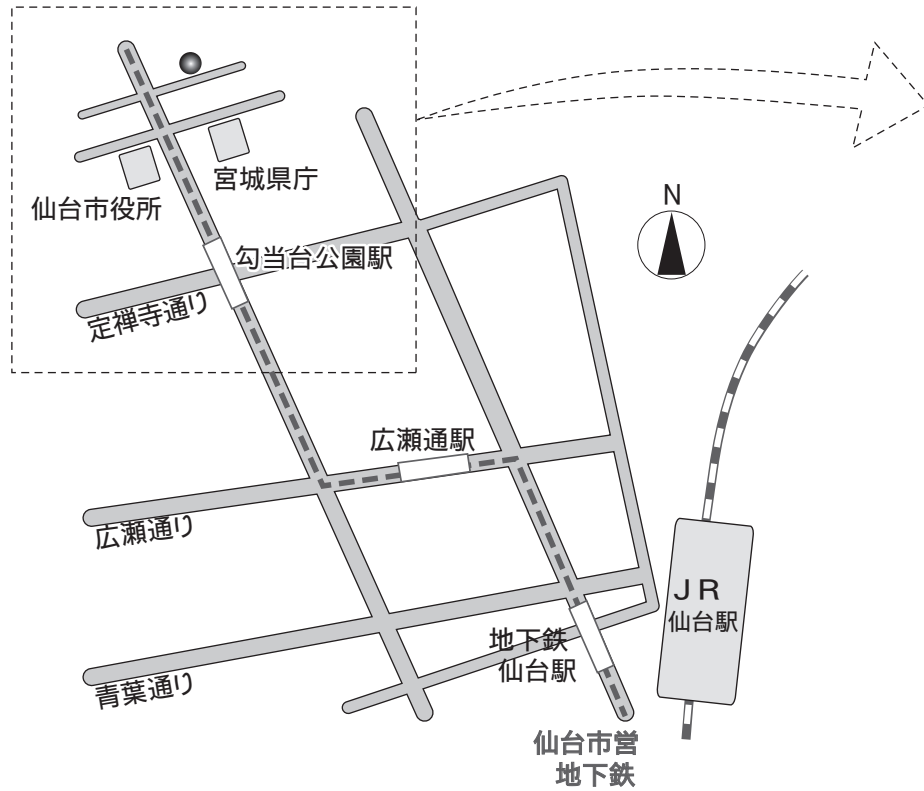 宮城県庁
仙台市役所
N
勾当台公園駅
定禅寺通り
広瀬通駅
広瀬通り
JR
仙台駅
地下鉄
仙台駅
青葉通り
仙台市営
地下鉄